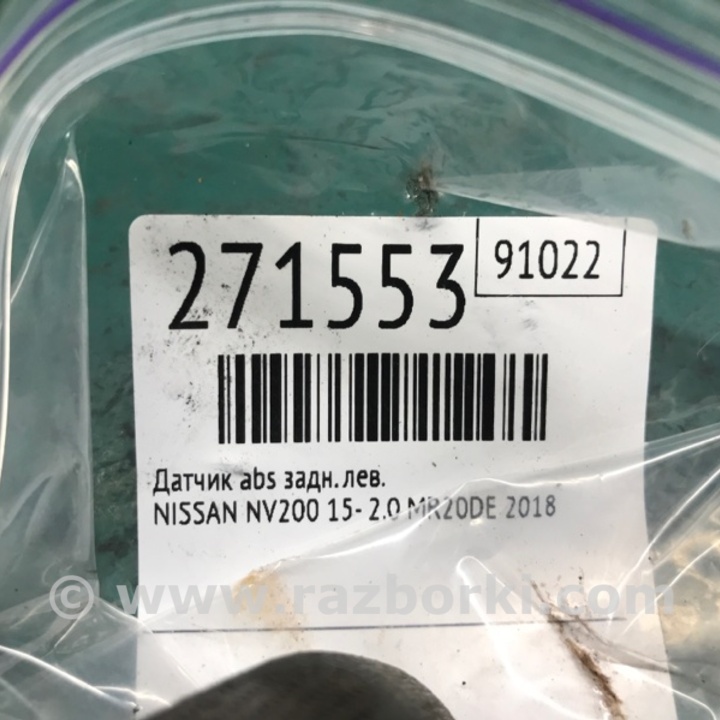 271553
91022
Датчик abs задн.лев.
NISSAN NV200 15- 2.0 MR20DE 2018
© www.razborki.com